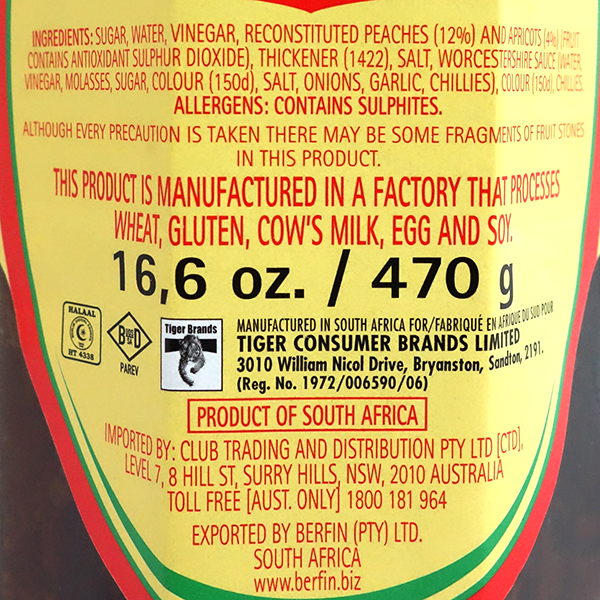 INGREDIENTS: SUGAR, WATER, VINEGAR, RECONSTITUTED PEACHES (12%) AND APRICOTS (4%) (FRUIT
CONTAINS ANTIOXIDANT SULPHUR DIOXIDE), THICKENER (1422), SALT, WORCESTERSHIRE SAUCE (WATER,
VINEGAR, MOLASSES, SUGAR, COLOUR (150d), SALT, ONIONS, GARLIC, CHILLIES), COLOUR (150d), CHILLIES.
ALLERGENS: CONTAINS SULPHITES.
ALTHOUGH EVERY PRECAUTION IS TAKEN THERE MAY BE SOME FRAGMENTS OF FRUIT STONES
IN THIS PRODUCT.
THIS PRODUCT IS MANUFACTURED IN A FACTORY THAT PROCESSES
WHEAT, GLUTEN, COW'S MILK, EGG AND SOY.
16,6 oz. / 470 g
HALAAL
HT 4338
PAREV
Tiger Brands
MANUFACTURED IN SOUTH AFRICA FOR/FABRIQUÉ EN AFRIQUE DU SUD POUR
TIGER CONSUMER BRANDS LIMITED
3010 William Nicol Drive, Bryanston, Sandton, 2191.
(Reg. No. 1972/006590/06)
PRODUCT OF SOUTH AFRICA
IMPORTED BY: CLUB TRADING AND DISTRIBUTION PTY LTD [CTD],
LEVEL 7, 8 HILL ST, SURRY HILLS, NSW, 2010 AUSTRALIA
TOLL FREE [AUST. ONLY] 1800 181 964
EXPORTED BY BERFIN (PTY) LTD.
SOUTH AFRICA
www.berfin.biz